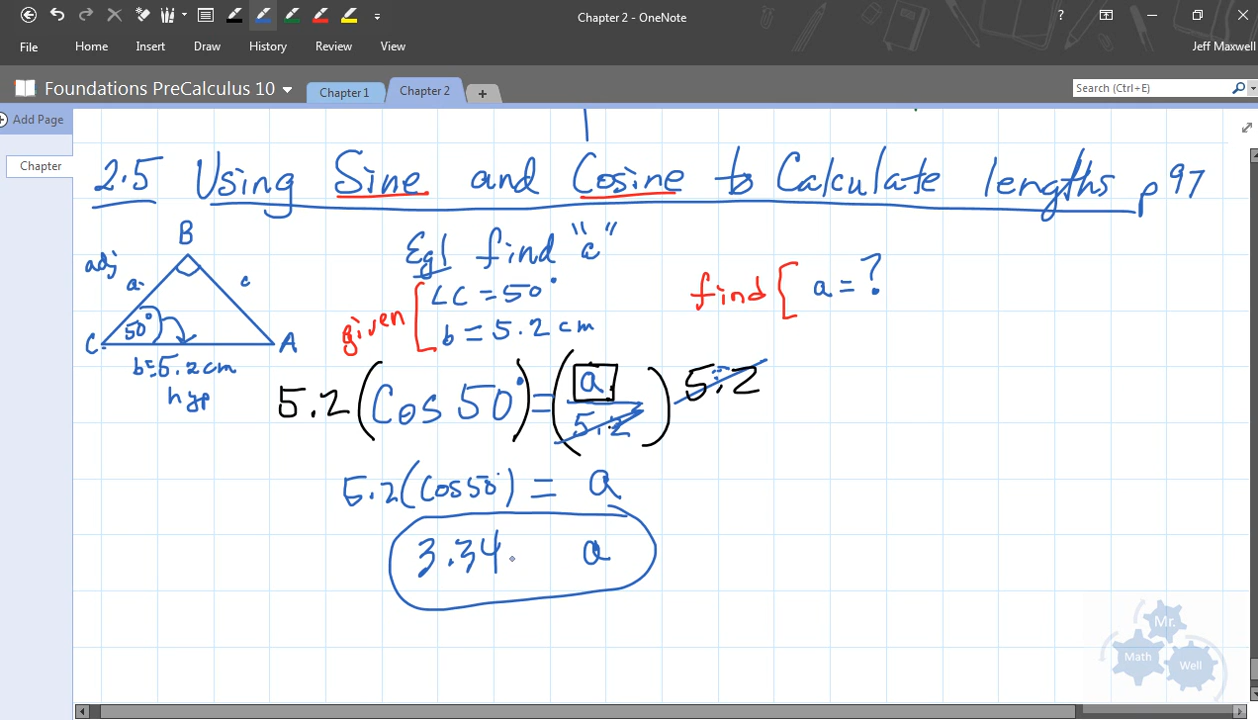 Chapter 2 - OneNote
?
File Home Insert Draw History Review View
Jeff Maxwell
Foundations PreCalculus 10
Chapter 1
Chapter 2
+
Search (Ctrl+E)
Add Page
Chapter
2.5 Using Sine and Cosine to Calculate lengths p97
B
adj
a
c
50°
C
A
b=5.2cm
hyp
Eg1 find "a"
given
∠C = 50°
b = 5.2 cm
find [ a = ?
5.2 (Cos 50°) = (a/5.2) 5.2
5.2(Cos50°) = a
3.34 a
Mr.
Math
Well